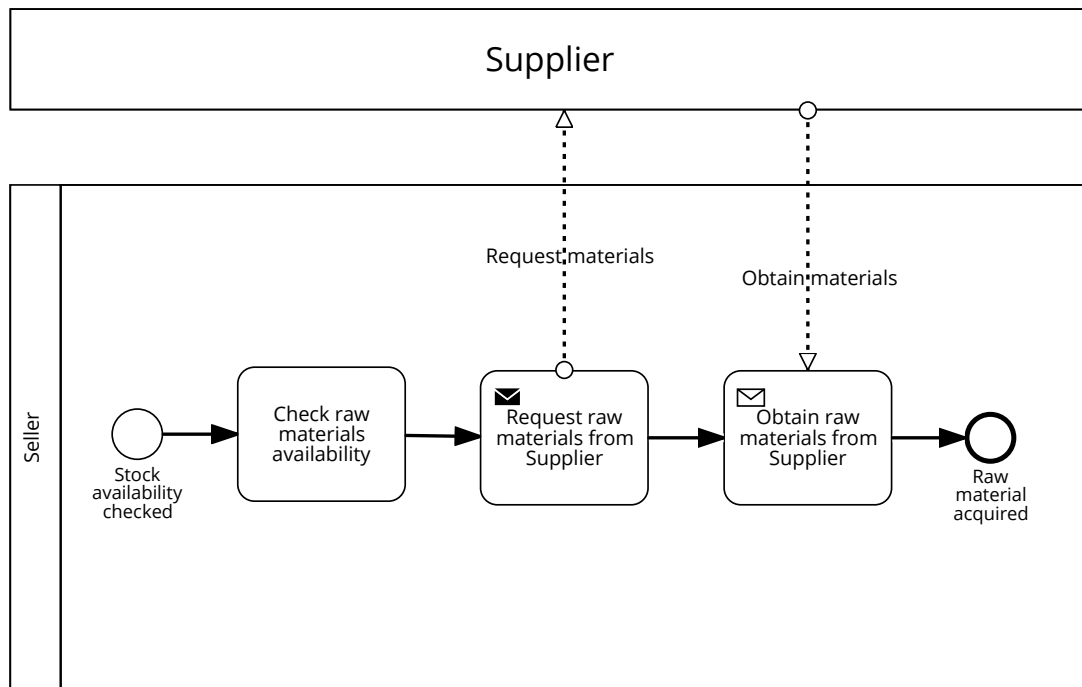 Supplier
Request materials
Obtain materials
Seller
Check raw
materials
availability
Request raw
materials from
Supplier
Obtain raw
materials from
Supplier
Stock
availability
checked
Raw
material
acquired